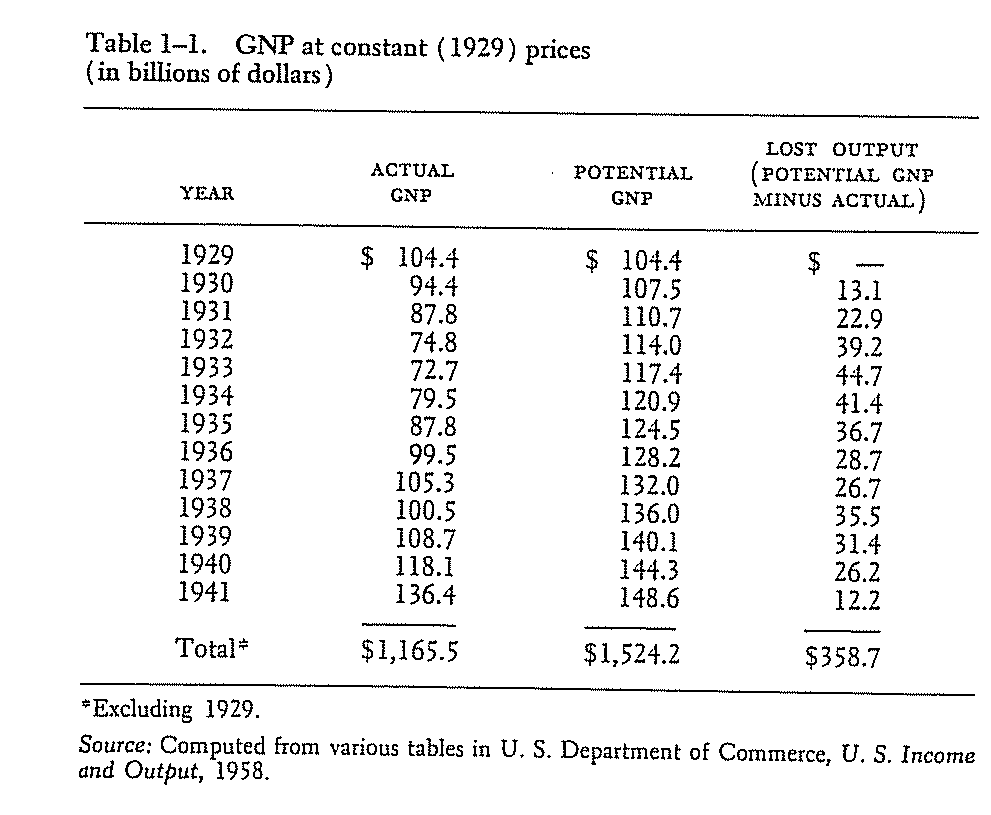 Table 1–1. GNP at constant (1929) prices
(in billions of dollars)
YEAR ACTUAL GNP POTENTIAL GNP LOST OUTPUT (POTENTIAL GNP MINUS ACTUAL)
1929 $ 104.4 $ 104.4 $ —
1930 94.4 107.5 13.1
1931 87.8 110.7 22.9
1932 74.8 114.0 39.2
1933 72.7 117.4 44.7
1934 79.5 120.9 41.4
1935 87.8 124.5 36.7
1936 99.5 128.2 28.7
1937 105.3 132.0 26.7
1938 100.5 136.0 35.5
1939 108.7 140.1 31.4
1940 118.1 144.3 26.2
1941 136.4 148.6 12.2
Total* $1,165.5 $1,524.2 $358.7
*Excluding 1929.
Source: Computed from various tables in U. S. Department of Commerce, U. S. Income
and Output, 1958.